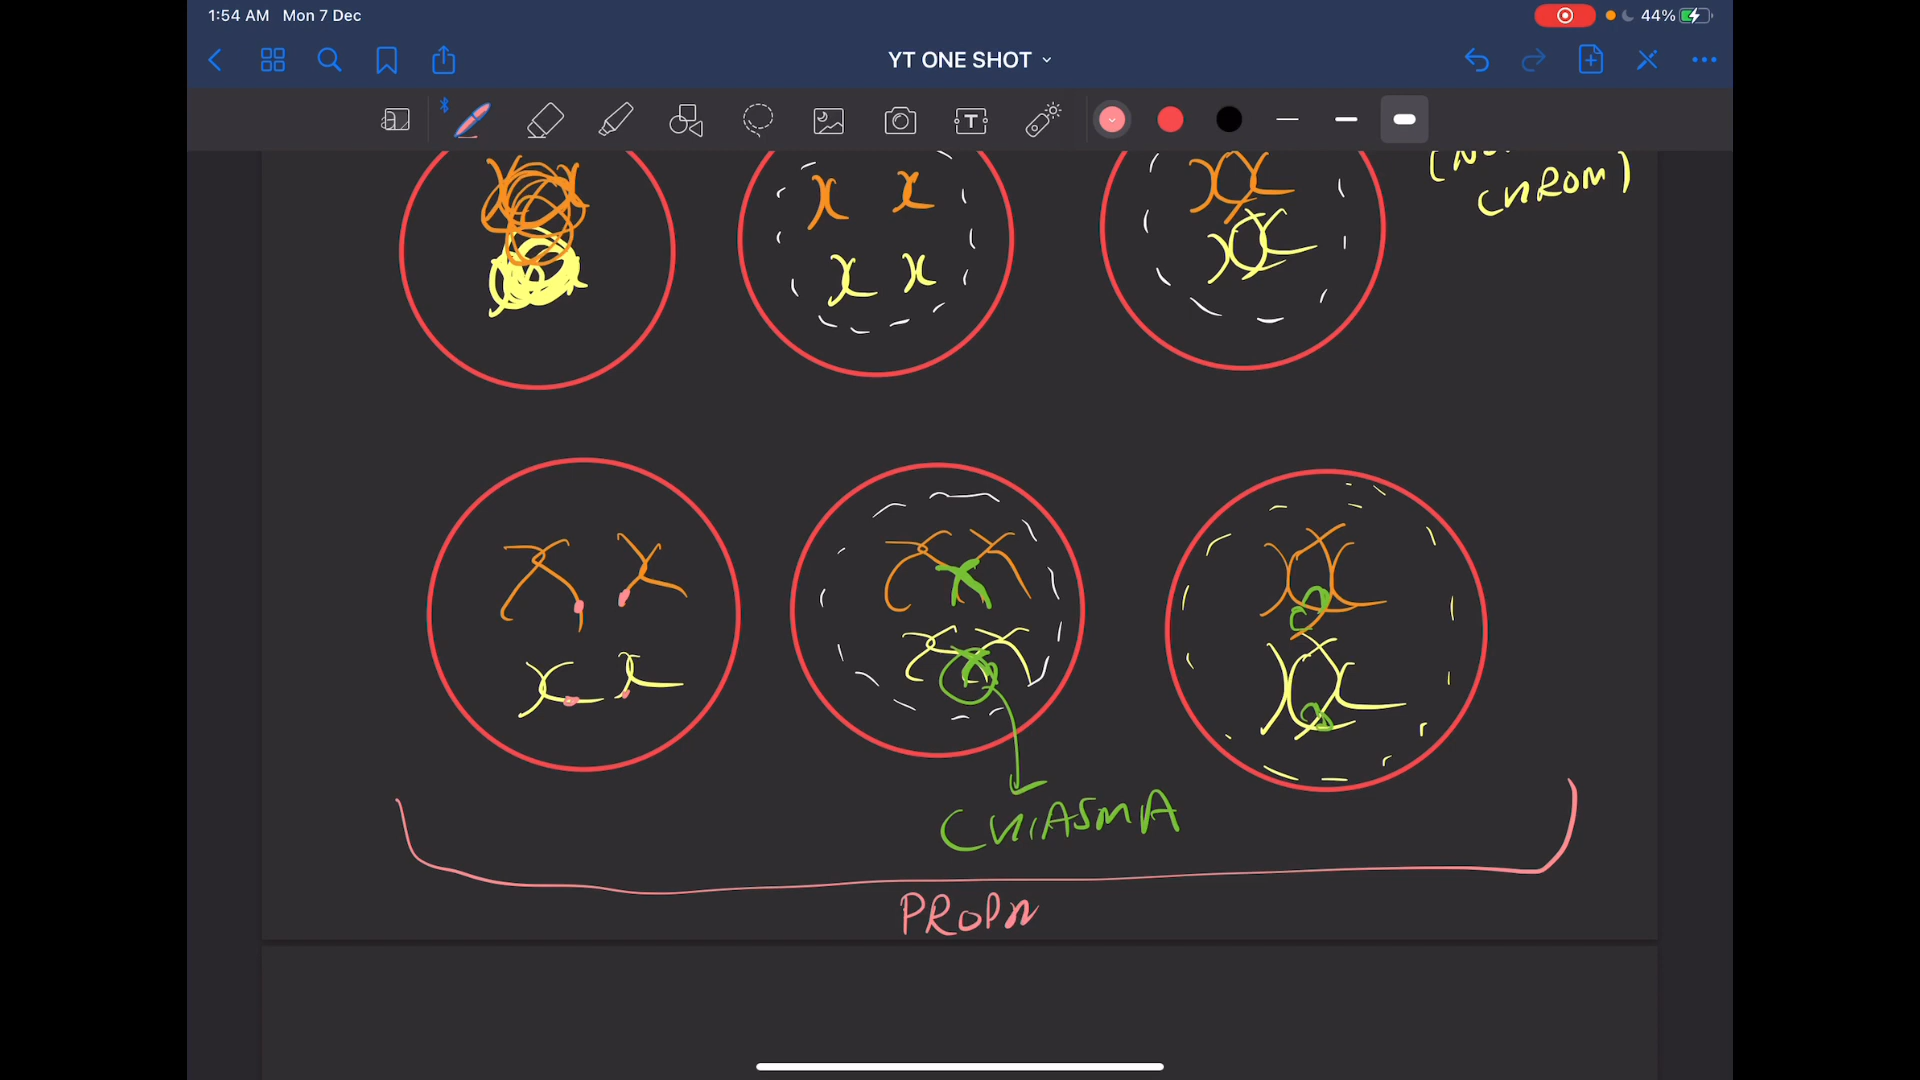 1:54 AM Mon 7 Dec
44%
YT ONE SHOT
CHROM)
CHIASMA
PROPH